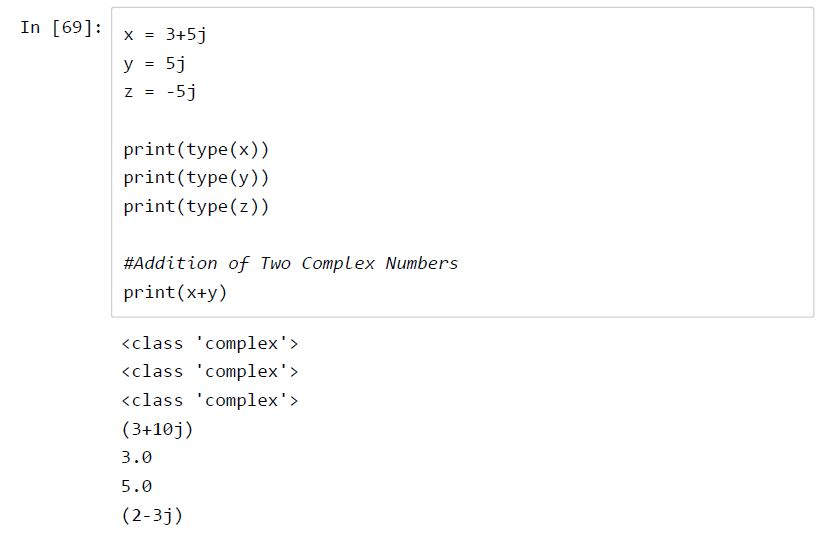 In [69]:
x = 3+5j
y = 5j
z = -5j
print(type(x))
print(type(y))
print(type(z))
#Addition of Two Complex Numbers
print(x+y)
<class 'complex'>
<class 'complex'>
<class 'complex'>
(3+10j)
3.0
5.0
(2-3j)